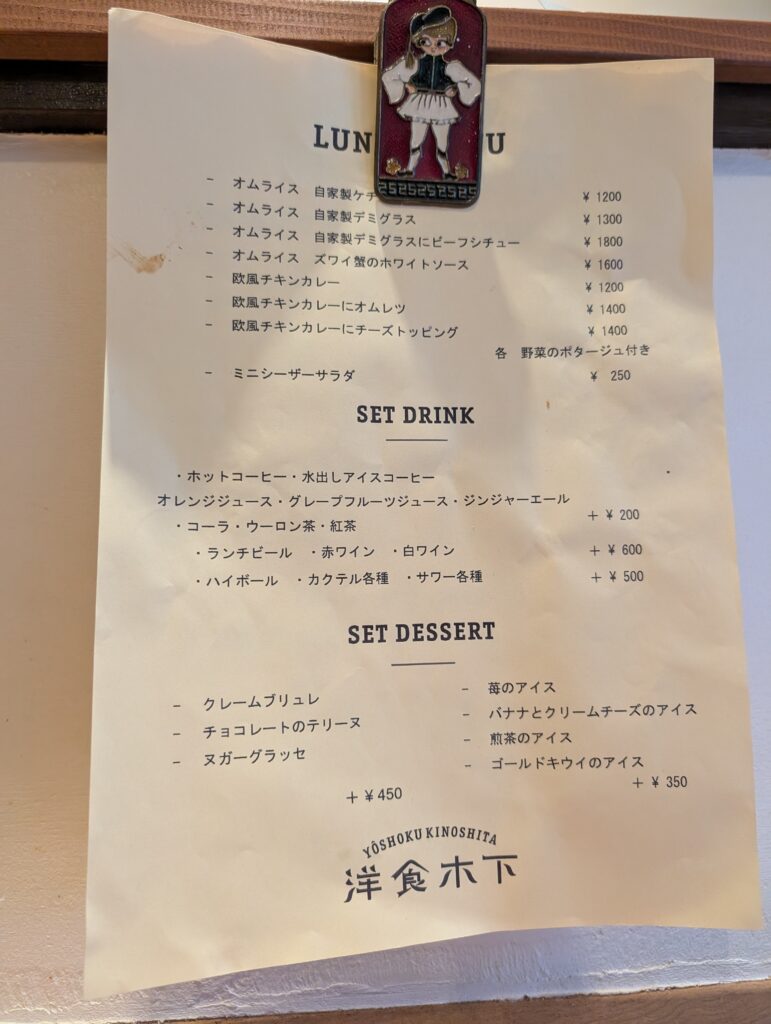 LUN U
- オムライス 自家製ケチ ¥ 1200
- オムライス 自家製デミグラス ¥ 1300
- オムライス 自家製デミグラスにビーフシチュー ¥ 1800
- オムライス ズワイ蟹のホワイトソース ¥ 1600
- 欧風チキンカレー ¥ 1200
- 欧風チキンカレーにオムレツ ¥ 1400
- 欧風チキンカレーにチーズトッピング ¥ 1400
各 野菜のポタージュ付き
- ミニシーザーサラダ ¥ 250
SET DRINK
・ホットコーヒー・水出しアイスコーヒー
オレンジジュース・グレープフルーツジュース・ジンジャーエール
・コーラ・ウーロン茶・紅茶 + ¥ 200
・ランチビール ・赤ワイン ・白ワイン + ¥ 600
・ハイボール ・カクテル各種 ・サワー各種 + ¥ 500
SET DESSERT
- クレームブリュレ
- チョコレートのテリーヌ
- ヌガーグラッセ
+ ¥450
- 苺のアイス
- バナナとクリームチーズのアイス
- 煎茶のアイス
- ゴールドキウイのアイス
+ ¥ 350
YÔSHOKU KINOSHITA
洋食木下